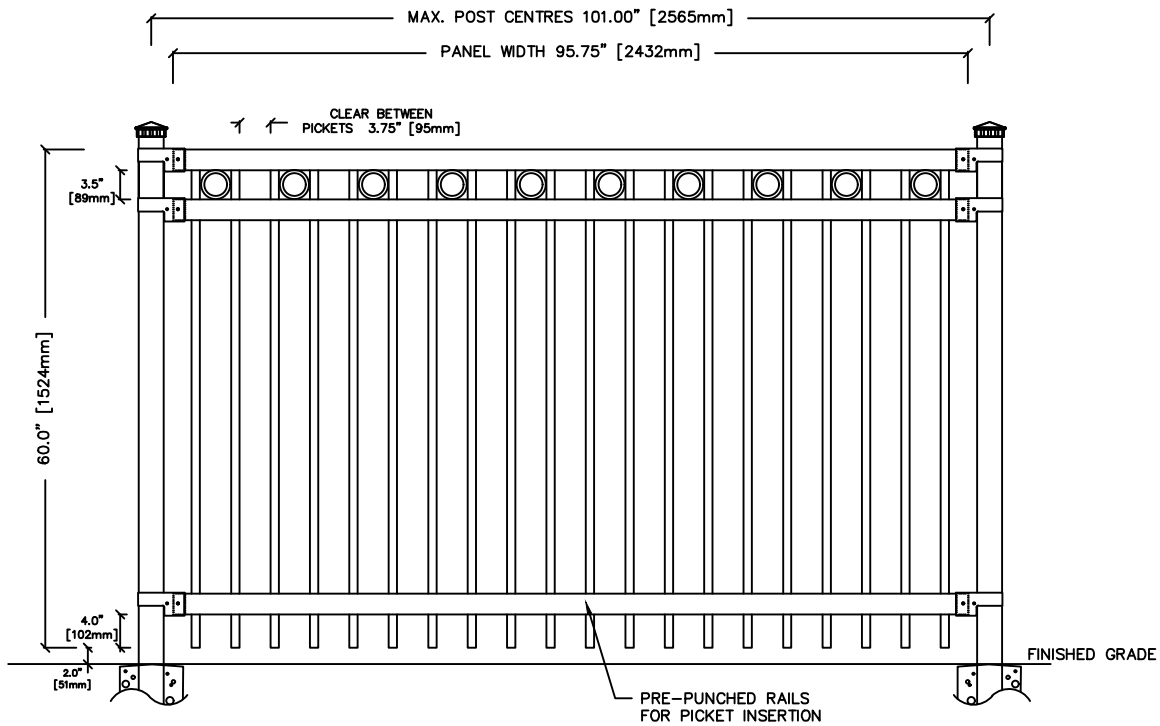 MAX. POST CENTRES 101.00" [2565mm]
PANEL WIDTH 95.75" [2432mm]
CLEAR BETWEEN
PICKETS 3.75" [95mm]
3.5"
[89mm]
60.0" [1524mm]
4.0"
[102mm]
2.0"
[51mm]
FINISHED GRADE
PRE-PUNCHED RAILS
FOR PICKET INSERTION